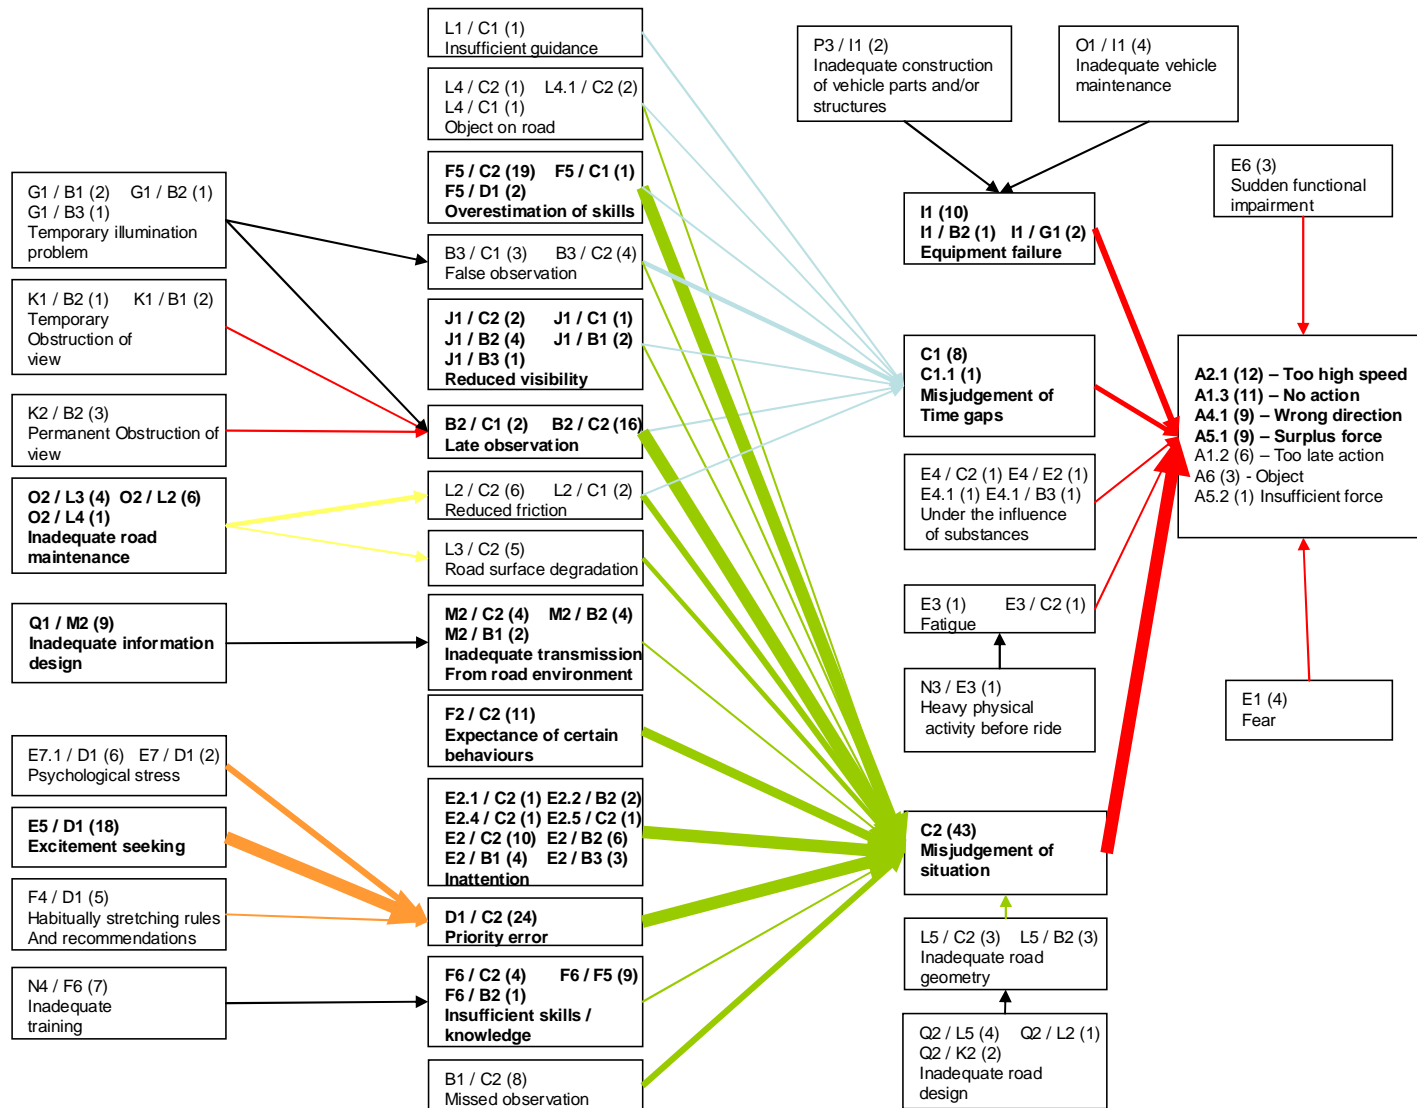 L1 / C1 (1)
Insufficient guidance
L4 / C2 (1) L4.1 / C2 (2)
L4 / C1 (1)
Object on road
F5 / C2 (19) F5 / C1 (1)
F5 / D1 (2)
Overestimation of skills
B3 / C1 (3) B3 / C2 (4)
False observation
J1 / C2 (2) J1 / C1 (1)
J1 / B2 (4) J1 / B1 (2)
J1 / B3 (1)
Reduced visibility
B2 / C1 (2) B2 / C2 (16)
Late observation
L2 / C2 (6) L2 / C1 (2)
Reduced friction
L3 / C2 (5)
Road surface degradation
M2 / C2 (4) M2 / B2 (4)
M2 / B1 (2)
Inadequate transmission
From road environment
F2 / C2 (11)
Expectance of certain
behaviours
E2.1 / C2 (1) E2.2 / B2 (2)
E2.4 / C2 (1) E2.5 / C2 (1)
E2 / C2 (10) E2 / B2 (6)
E2 / B1 (4) E2 / B3 (3)
Inattention
D1 / C2 (24)
Priority error
F6 / C2 (4) F6 / F5 (9)
F6 / B2 (1)
Insufficient skills /
knowledge
B1 / C2 (8)
Missed observation
G1 / B1 (2) G1 / B2 (1)
G1 / B3 (1)
Temporary illumination
problem
K1 / B2 (1) K1 / B1 (2)
Temporary
Obstruction of
view
K2 / B2 (3)
Permanent Obstruction of
view
O2 / L3 (4) O2 / L2 (6)
O2 / L4 (1)
Inadequate road
maintenance
Q1 / M2 (9)
Inadequate information
design
E7.1 / D1 (6) E7 / D1 (2)
Psychological stress
E5 / D1 (18)
Excitement seeking
F4 / D1 (5)
Habitually stretching rules
And recommendations
N4 / F6 (7)
Inadequate
training
P3 / I1 (2)
Inadequate construction
of vehicle parts and/or
structures
O1 / I1 (4)
Inadequate vehicle
maintenance
I1 (10)
I1 / B2 (1) I1 / G1 (2)
Equipment failure
C1 (8)
C1.1 (1)
Misjudgement of
Time gaps
E4 / C2 (1) E4 / E2 (1)
E4.1 (1) E4.1 / B3 (1)
Under the influence
of substances
E3 (1) E3 / C2 (1)
Fatigue
N3 / E3 (1)
Heavy physical
activity before ride
C2 (43)
Misjudgement of
situation
L5 / C2 (3) L5 / B2 (3)
Inadequate road
geometry
Q2 / L5 (4) Q2 / L2 (1)
Q2 / K2 (2)
Inadequate road
design
E6 (3)
Sudden functional
impairment
A2.1 (12) – Too high speed
A1.3 (11) – No action
A4.1 (9) – Wrong direction
A5.1 (9) – Surplus force
A1.2 (6) – Too late action
A6 (3) - Object
A5.2 (1) Insufficient force
E1 (4)
Fear